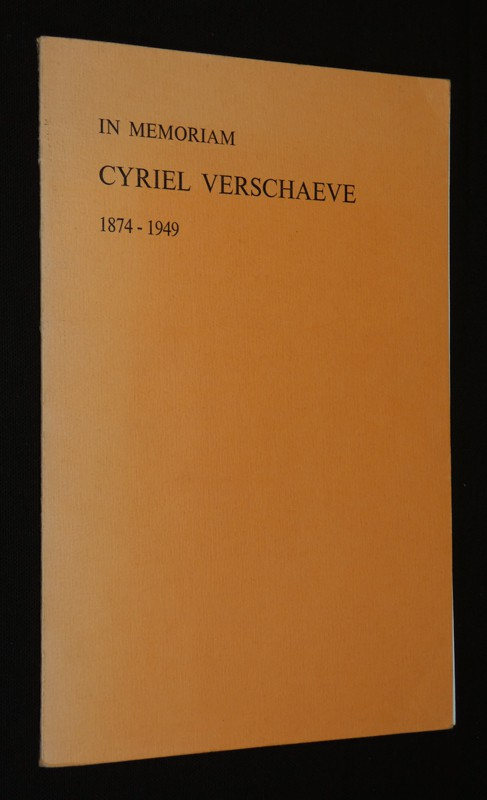 IN MEMORIAM
CYRIEL VERSCHAEVE
1874 - 1949